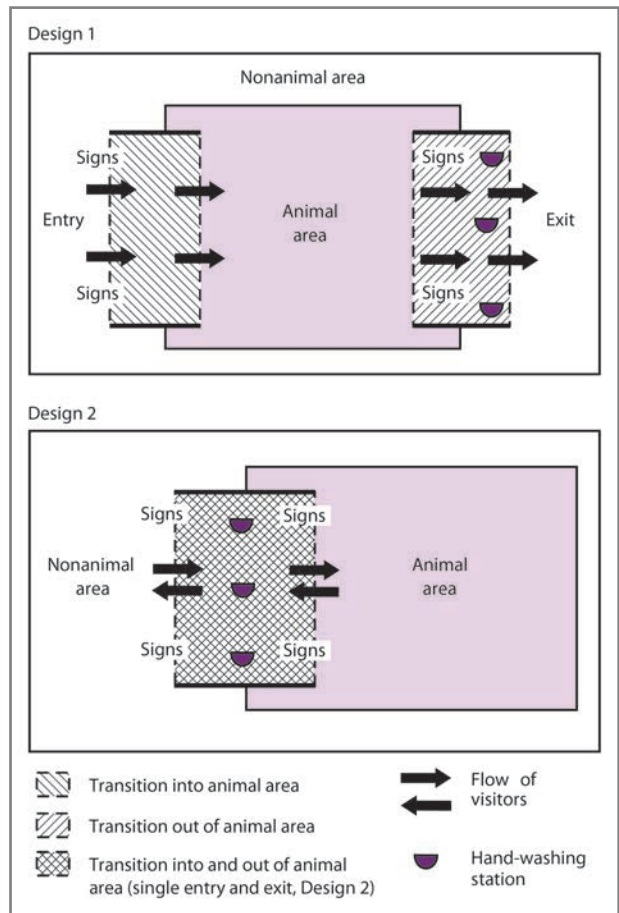 Design 1
Nonanimal area
Signs
Signs
Entry
Animal
area
Exit
Signs
Signs
Design 2
Signs
Signs
Nonanimal
area
Animal
area
Signs
Signs
Transition into animal area
Transition out of animal area
Transition into and out of animal
area (single entry and exit, Design 2)
Flow of
visitors
Hand-washing
station